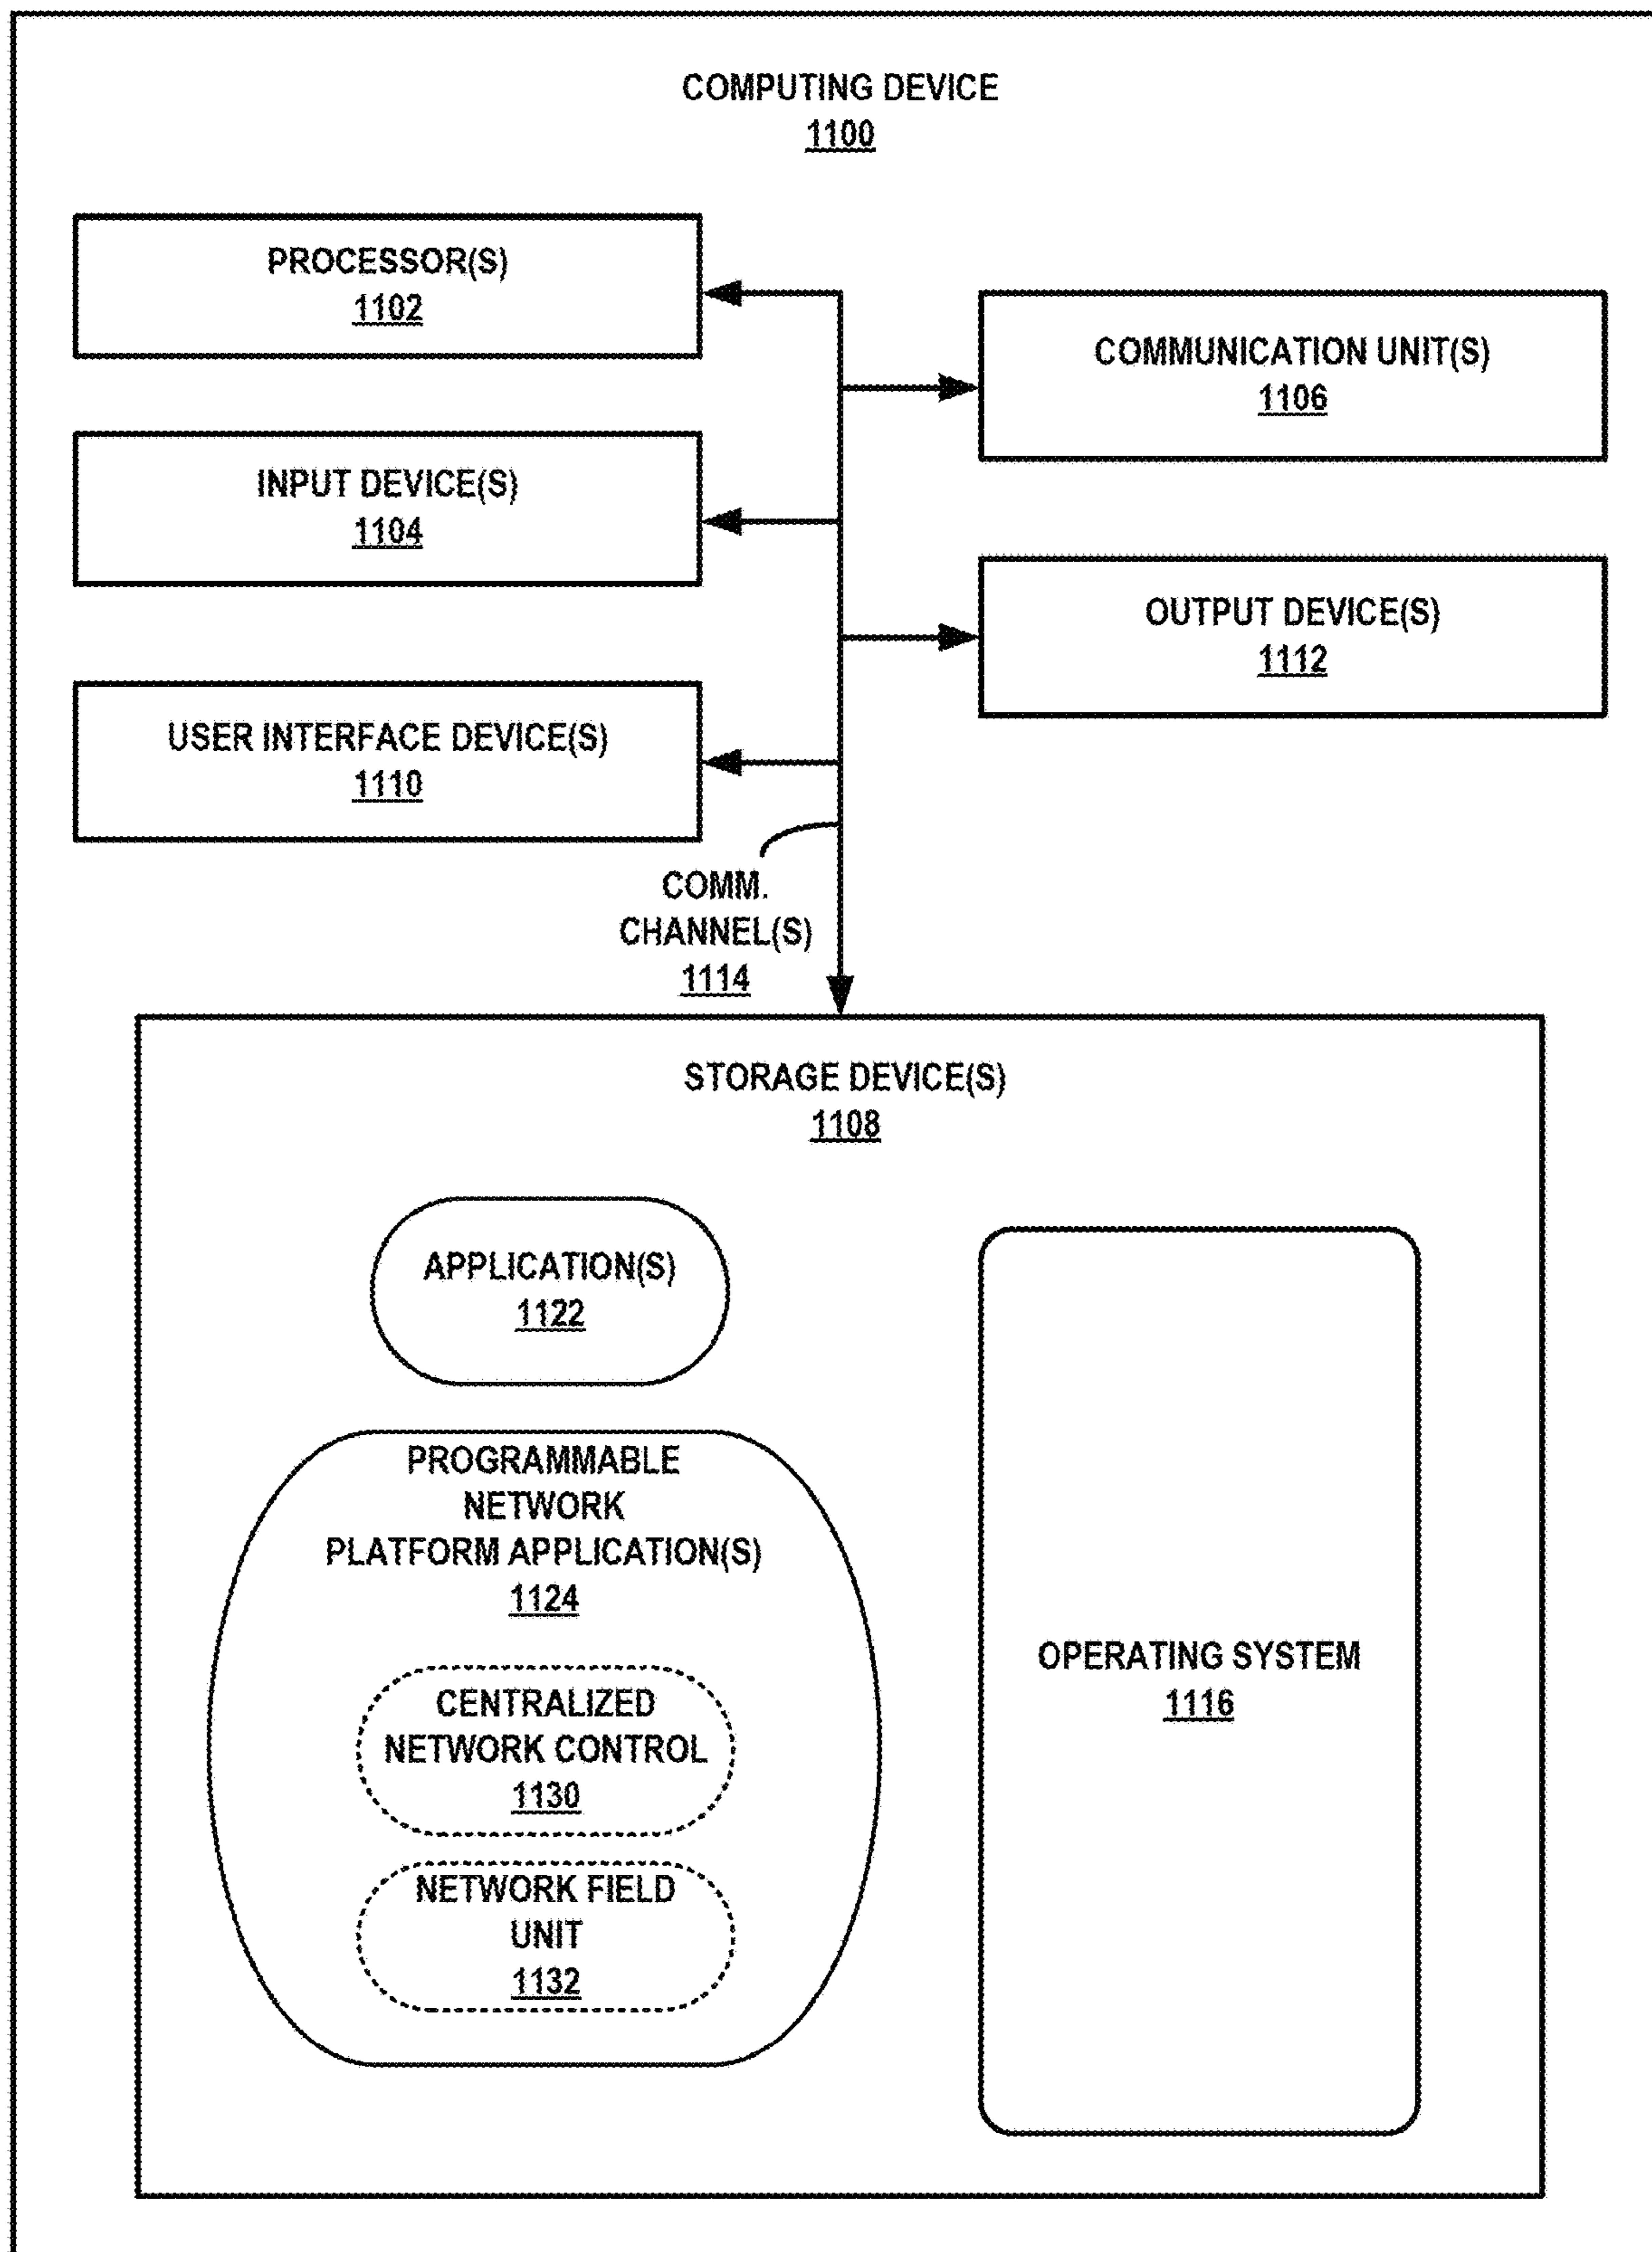 COMPUTING DEVICE
1100
PROCESSOR(S)
1102
COMMUNICATION UNIT(S)
1106
INPUT DEVICE(S)
1104
OUTPUT DEVICE(S)
1112
USER INTERFACE DEVICE(S)
1110
COMM.
CHANNEL(S)
1114
STORAGE DEVICE(S)
1108
APPLICATION(S)
1122
PROGRAMMABLE
NETWORK
PLATFORM APPLICATION(S)
1124
CENTRALIZED
NETWORK CONTROL
1130
NETWORK FIELD
UNIT
1132
OPERATING SYSTEM
1116